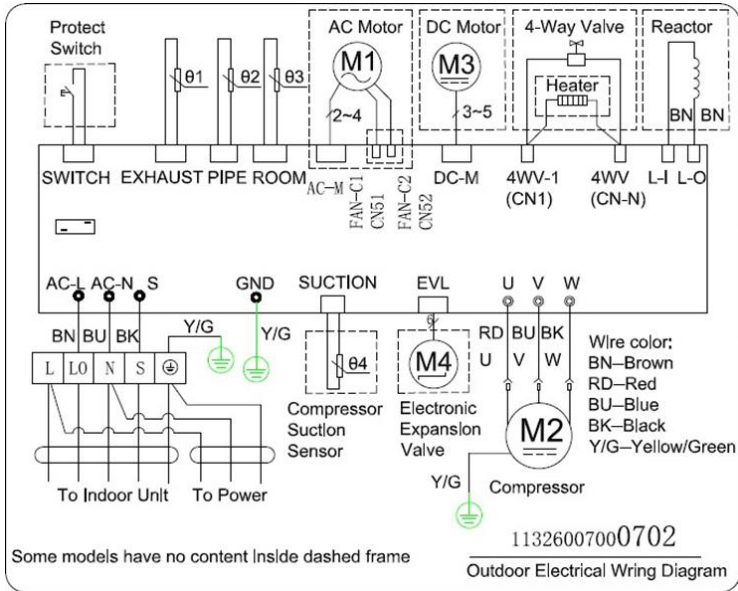 Protect
Switch
AC Motor
DC Motor
4-Way Valve
Reactor
θ1
θ2
θ3
M1
M3
Heater
2~4
3~5
BN
BN
SWITCH
EXHAUST
PIPE
ROOM
AC-M
FAN-C1
CN51
FAN-C2
CN52
DC-M
4WV-1
(CN1)
4WV
(CN-N)
L-I
L-O
AC-L
AC-N
S
GND
SUCTION
EVL
U
V
W
BN
BU
BK
Y/G
Y/G
6
RD
BU
BK
U
V
W
L
LO
N
S
θ4
M4
M2
Compressor
Suction
Sensor
Electronic
Expansion
Valve
Wire color:
BN—Brown
RD—Red
BU—Blue
BK—Black
Y/G—Yellow/Green
Y/G
Compressor
To Indoor Unit
To Power
11326007000702
Some models have no content inside dashed frame
Outdoor Electrical Wiring Diagram